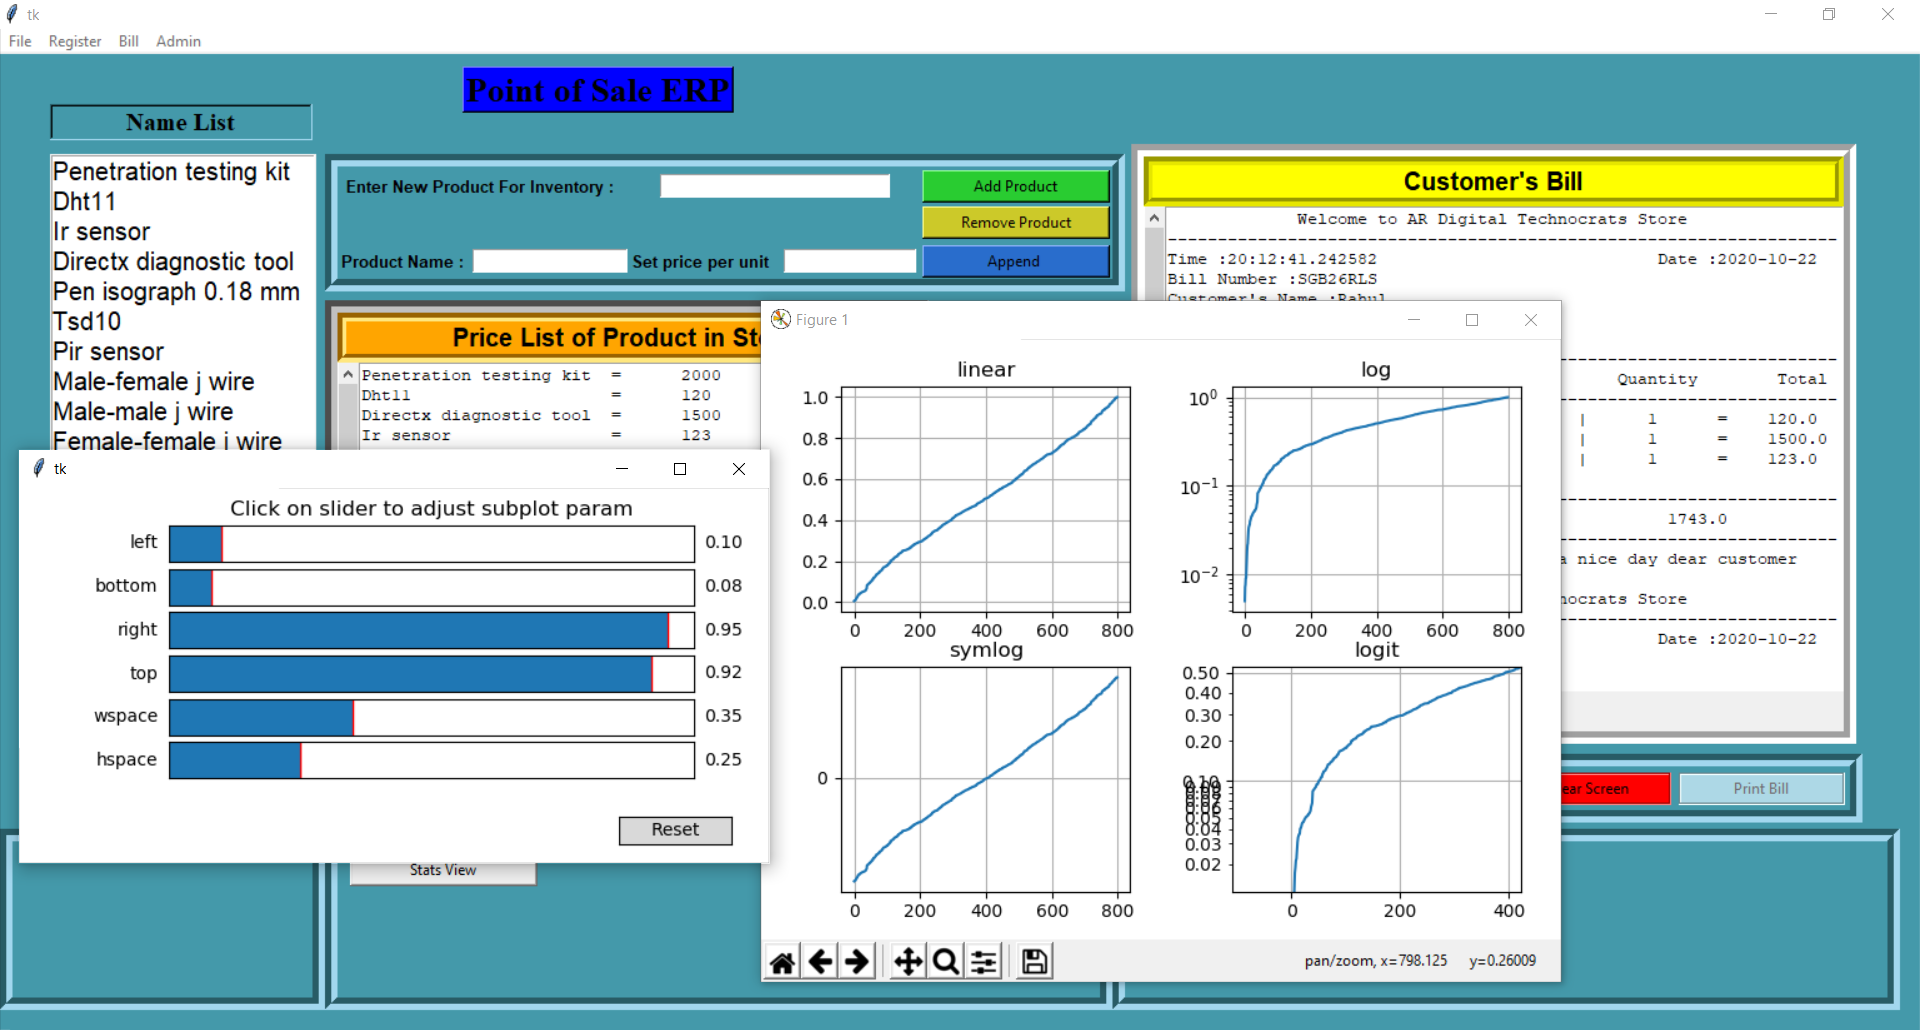 tk
File Register Bill Admin
Point of Sale ERP
Name List
Penetration testing kit
Dht11
Ir sensor
Directx diagnostic tool
Pen isograph 0.18 mm
Tsd10
Pir sensor
Male-female j wire
Male-male j wire
Female-female j wire
Enter New Product For Inventory :
Add Product
Remove Product
Product Name :
Set price per unit
Append
Price List of Product in
Penetration testing kit = 2000
Dht11 = 120
Directx diagnostic tool = 1500
Ir sensor = 123
Customer's Bill
Welcome to AR Digital Technocrats Store
Time :20:12:41.242582 Date :2020-10-22
Bill Number :SGB26RLS
Customer's Name :Rahul
Quantity Total
| 1 = 120.0
| 1 = 1500.0
| 1 = 123.0
1743.0
a nice day dear customer
nocrats Store
Date :2020-10-22
ear Screen
Print Bill
Stats View
tk
Click on slider to adjust subplot param
left 0.10
bottom 0.08
right 0.95
top 0.92
wspace 0.35
hspace 0.25
Reset
Figure 1
linear
1.0
0.8
0.6
0.4
0.2
0.0
0 200 400 600 800
log
10⁰
10⁻¹
10⁻²
0 200 400 600 800
symlog
0
0 200 400 600 800
logit
0.50
0.40
0.30
0.20
0.10
0.05
0.04
0.03
0.02
0 200 400
pan/zoom, x=798.125 y=0.26009